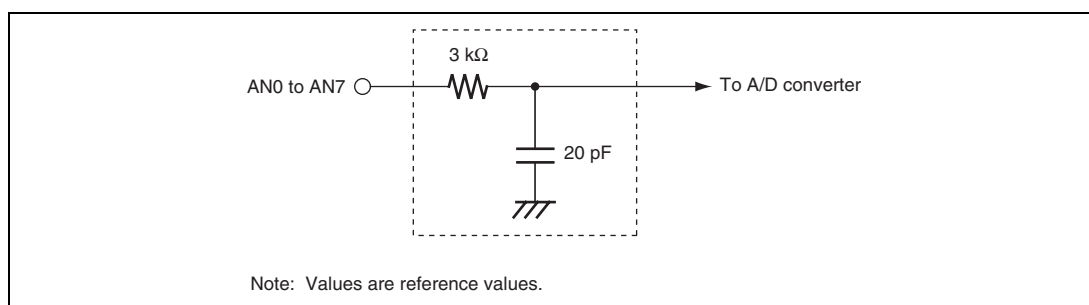 3 kΩ
AN0 to AN7
To A/D converter
20 pF
Note: Values are reference values.